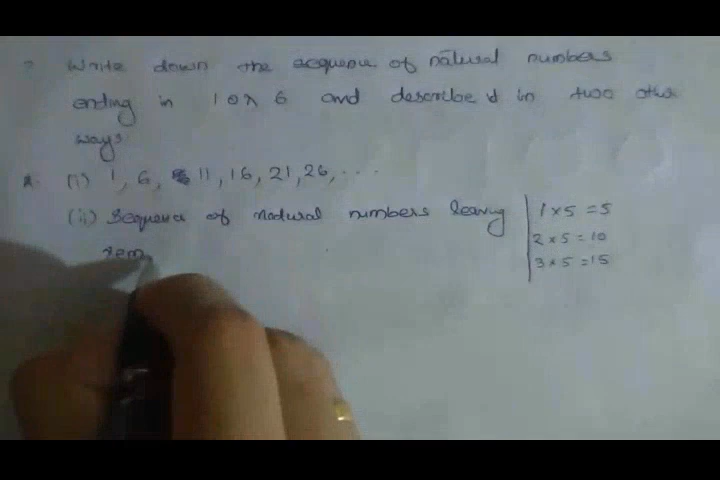 ? Write down the sequence of natural numbers
ending in 1 or 6 and describe it in two other
ways.
A. (i) 1, 6, 11, 16, 21, 26, ...
(ii) Sequence of natural numbers leaving
rem
1 x 5 = 5
2 x 5 = 10
3 x 5 = 15